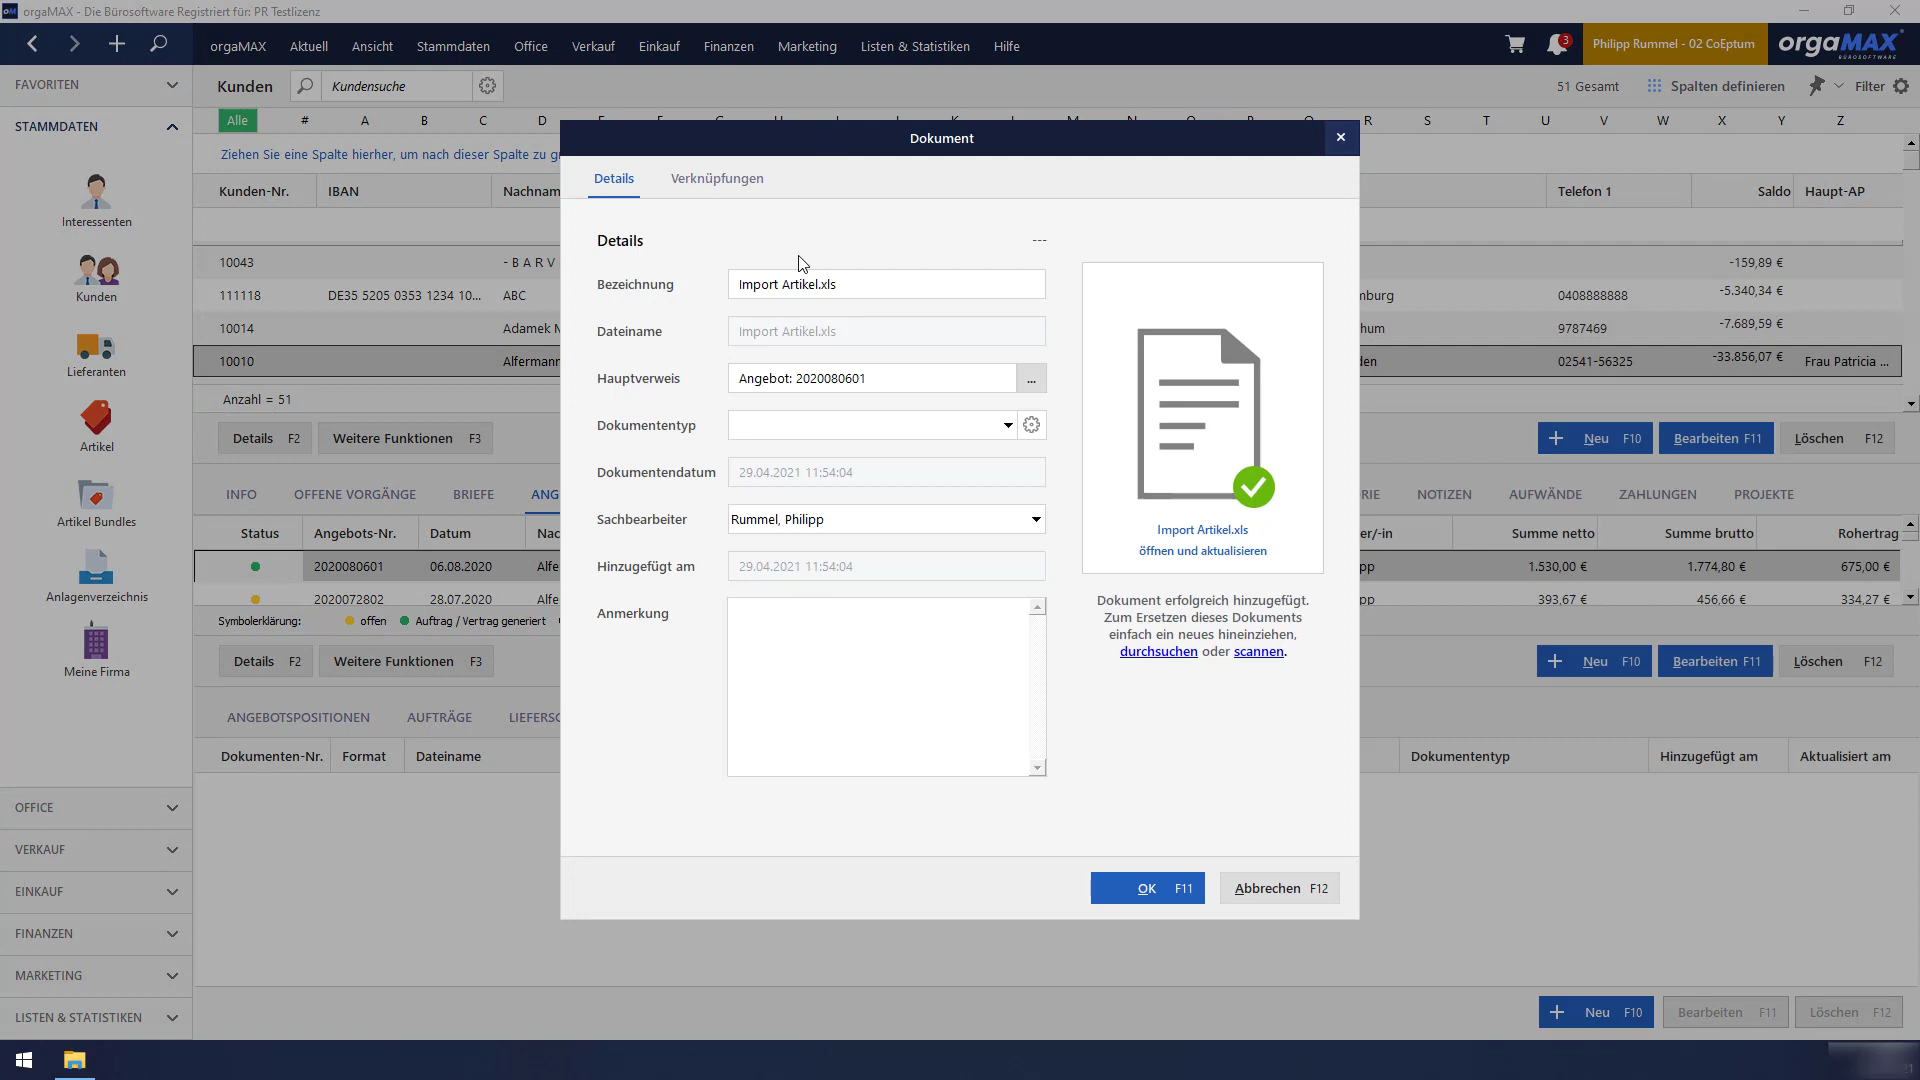 orgaMAX - Die Bürosoftware Registriert für: PR Testlizenz
orgaMAX Aktuell Ansicht Stammdaten Office Verkauf Einkauf Finanzen Marketing Listen & Statistiken Hilfe
3
Philipp Rummel - 02 CoEptum
orgaMAX
BÜROSOFTWARE
FAVORITEN
STAMMDATEN
Interessenten
Kunden
Lieferanten
Artikel
Artikel Bundles
Anlagenverzeichnis
Meine Firma
OFFICE
VERKAUF
EINKAUF
FINANZEN
MARKETING
LISTEN & STATISTIKEN
Kunden Kundensuche 51 Gesamt Spalten definieren Filter
Alle # A B C D R S T U V W X Y Z
Ziehen Sie eine Spalte hierher, um nach dieser Spalte zu
Kunden-Nr. IBAN Telefon 1 Saldo Haupt-AP
10043 - B A R V -159,89 €
111118 DE35 5205 0353 1234 10... ABC 0408888888 -5.340,34 €
10014 Adamek 9787469 -7.689,59 €
10010 02541-56325 -33.856,07 € Frau Patricia ...
Anzahl = 51
Details F2 Weitere Funktionen F3 Neu F10 Bearbeiten F11 Löschen F12
INFO OFFENE VORGÄNGE BRIEFE ANG NOTIZEN AUFWÄNDE ZAHLUNGEN PROJEKTE
Status Angebots-Nr. Datum Nac er/-in Summe netto Summe brutto Rohertrag
2020080601 06.08.2020 Alfe pp 1.530,00 € 1.774,80 € 675,00 €
2020072802 28.07.2020 Alfe pp 393,67 € 456,66 € 334,27 €
Symbolerklärung: offen Auftrag / Vertrag generiert
Details F2 Weitere Funktionen F3 Neu F10 Bearbeiten F11 Löschen F12
ANGEBOTSPOSITIONEN AUFTRÄGE LIEFERSC
Dokumenten-Nr. Format Dateiname Dokumententyp Hinzugefügt am Aktualisiert am
Neu F10 Bearbeiten F11 Löschen F12
Dokument
Details Verknüpfungen
Details ---
Bezeichnung Import Artikel.xls
Dateiname Import Artikel.xls
Hauptverweis Angebot: 2020080601 ...
Dokumententyp
Dokumentendatum 29.04.2021 11:54:04
Sachbearbeiter Rummel, Philipp
Hinzugefügt am 29.04.2021 11:54:04
Anmerkung
Import Artikel.xls
öffnen und aktualisieren
Dokument erfolgreich hinzugefügt.
Zum Ersetzen dieses Dokuments
einfach ein neues hineinziehen,
durchsuchen oder scannen.
OK F11 Abbrechen F12